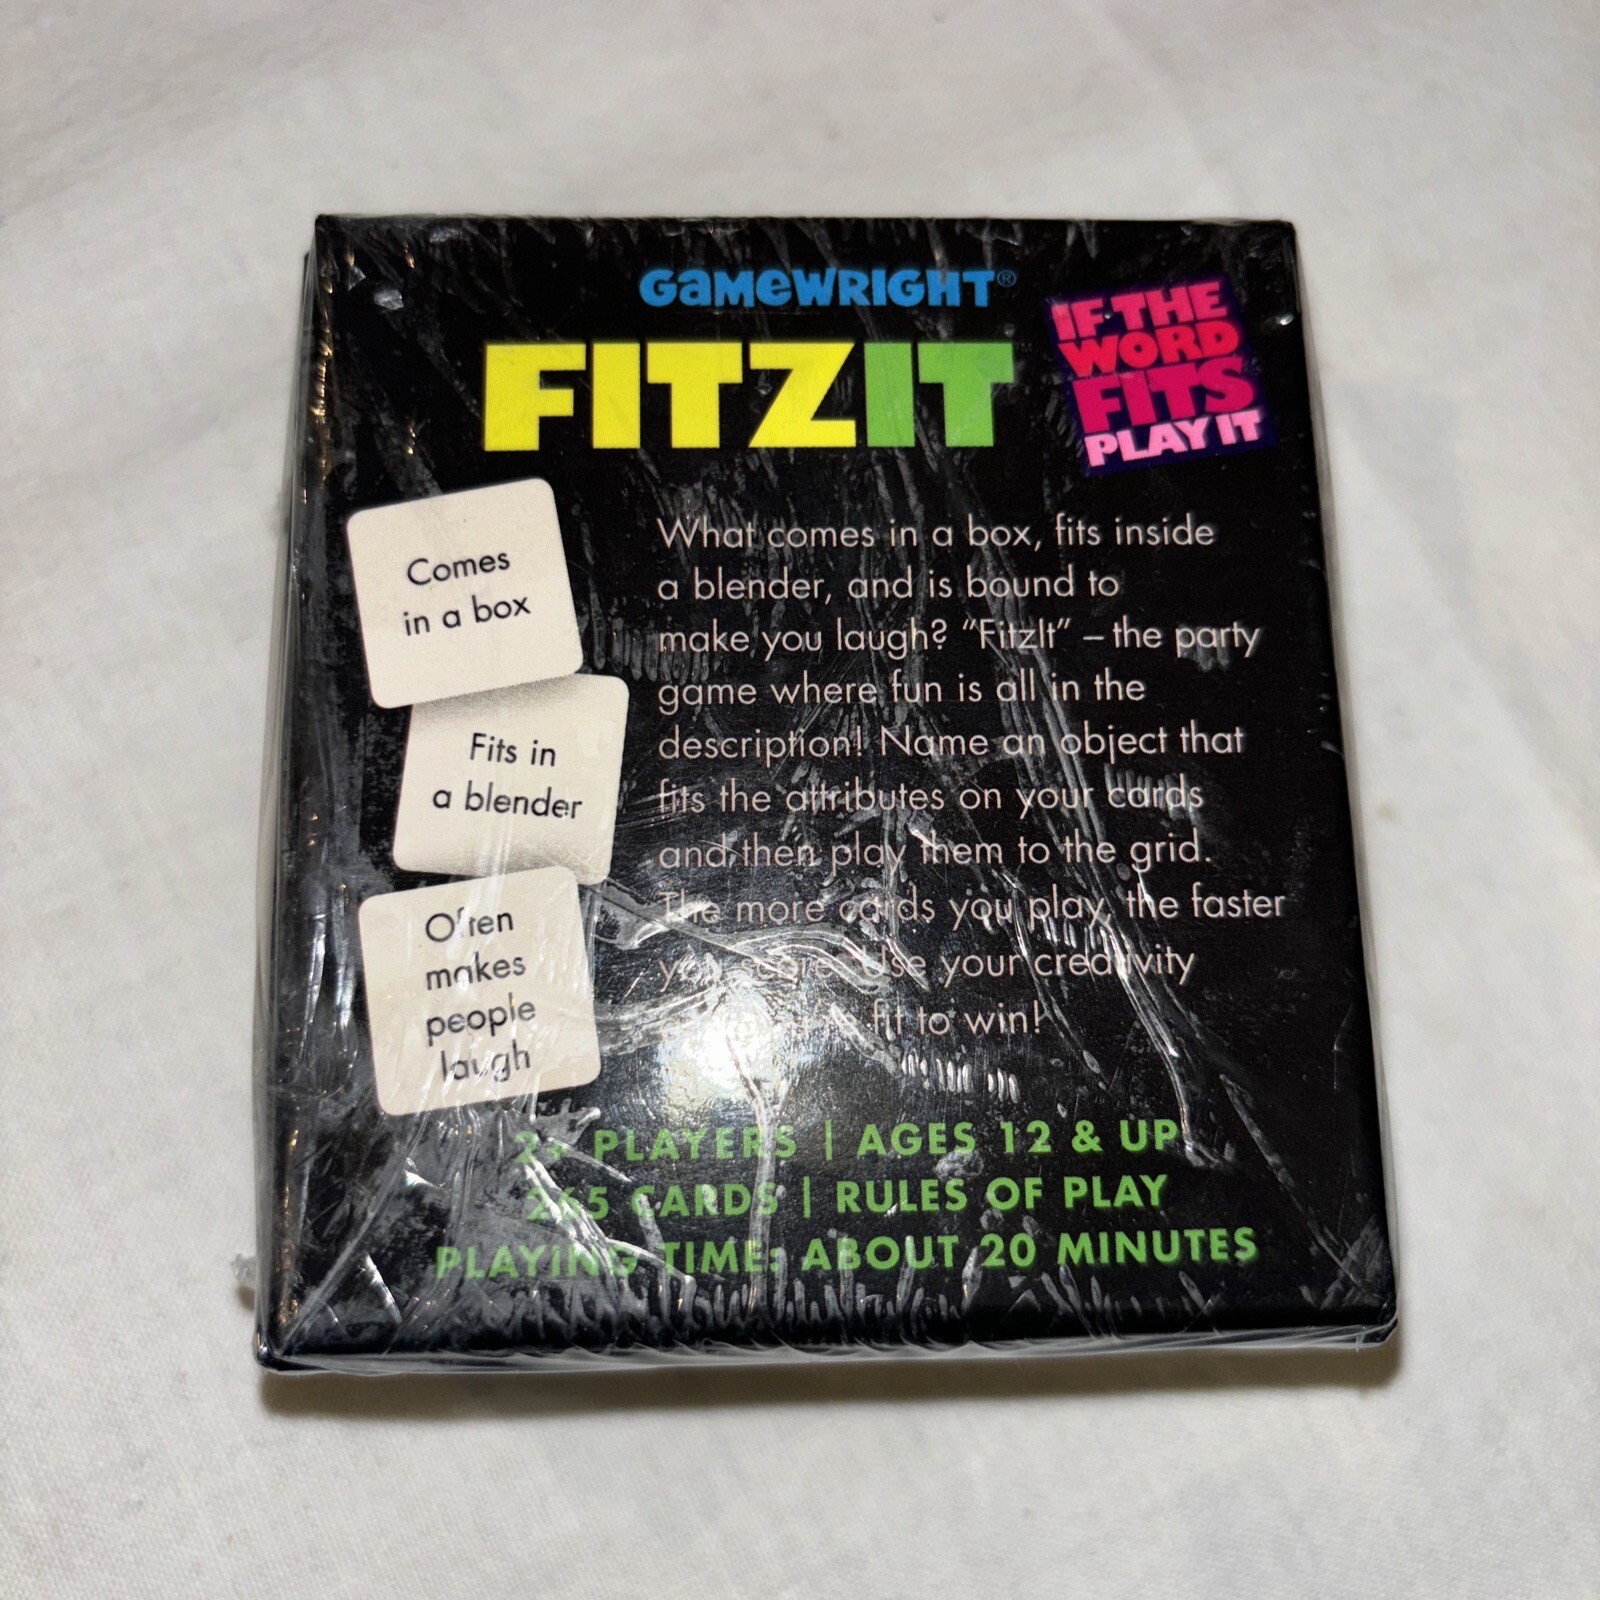 GAMEWRIGHT®
FITZIT
IF THE
WORD
FITS
PLAY IT
Comes
in a box
Fits in
a blender
Often
makes
people
laugh
What comes in a box, fits inside
a blender, and is bound to
make you laugh? “FitzIt” – the party
game where fun is all in the
description! Name an object that
fits the attributes on your cards
and then play them to the grid.
The more cards you play, the faster
you score! Use your creativity
fit to win!
PLAYERS | AGES 12 & UP
265 CARDS | RULES OF PLAY
PLAYING TIME: ABOUT 20 MINUTES